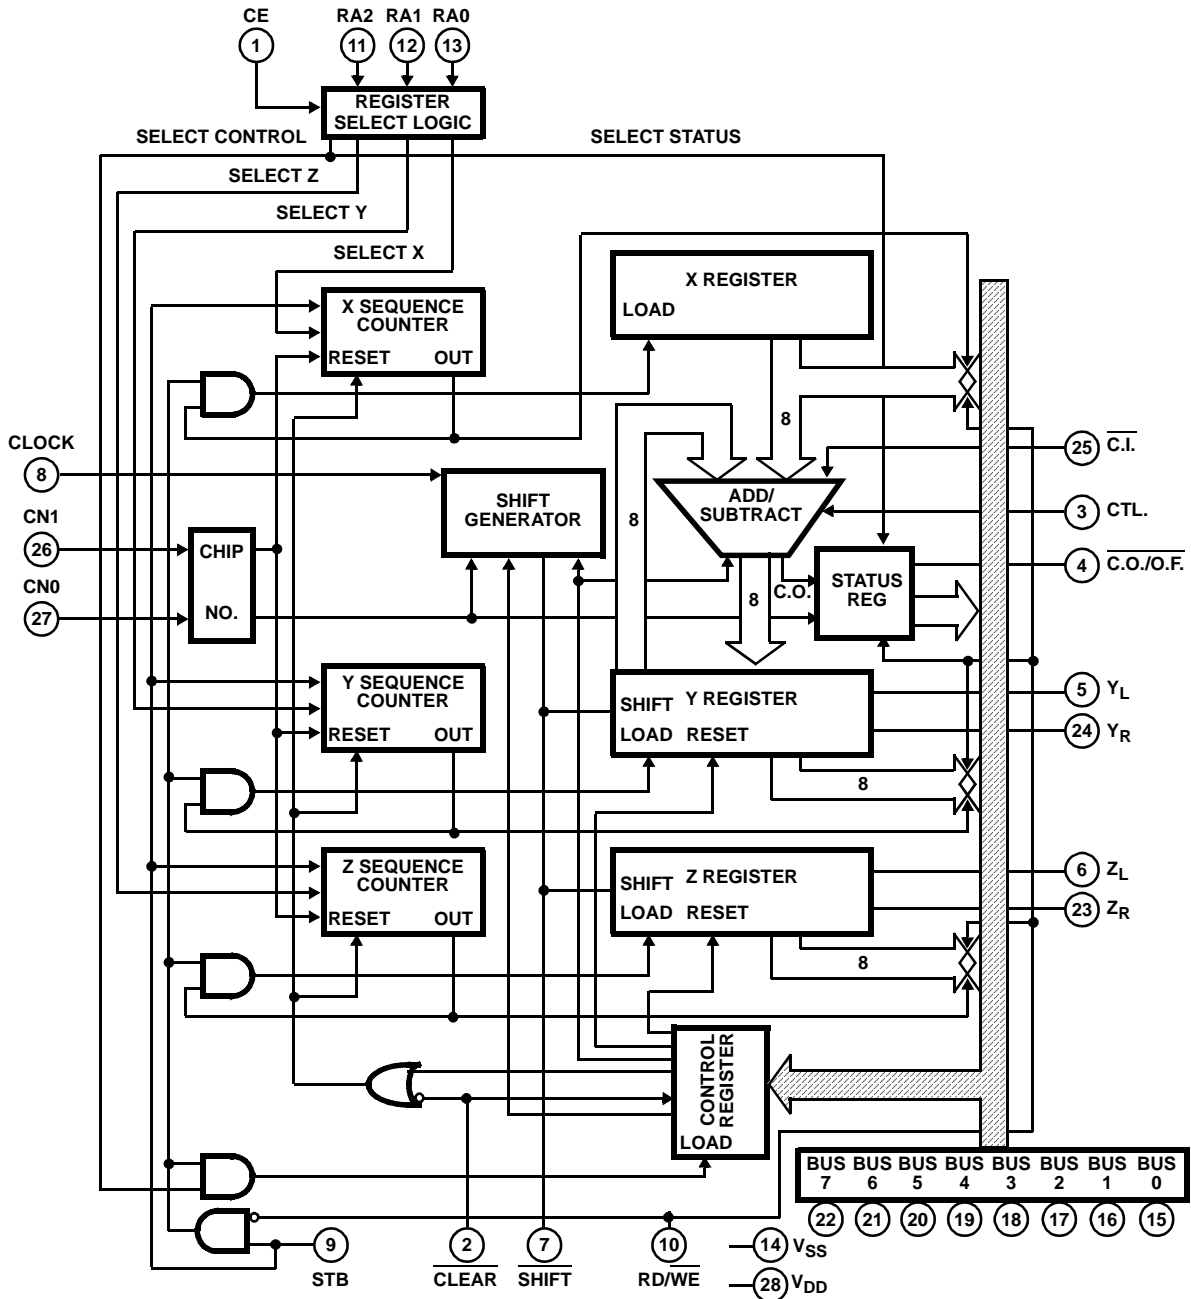 CE RA2 RA1 RA0
1 11 12 13
REGISTER
SELECT LOGIC
SELECT CONTROL
SELECT STATUS
SELECT Z
SELECT Y
SELECT X
X SEQUENCE
COUNTER
RESET OUT
X REGISTER
LOAD
8
CLOCK
8
CN1
26
CN0
27
CHIP
NO.
SHIFT
GENERATOR
8
ADD/
SUBTRACT
8
C.O.
STATUS
REG
25 C.I.
3 CTL.
4 C.O./O.F.
Y SEQUENCE
COUNTER
RESET OUT
SHIFT Y REGISTER
LOAD RESET
8
5 YL
24 YR
Z SEQUENCE
COUNTER
RESET OUT
SHIFT Z REGISTER
LOAD RESET
8
6 ZL
23 ZR
CONTROL
REGISTER
LOAD
BUS BUS BUS BUS BUS BUS BUS BUS
7 6 5 4 3 2 1 0
22 21 20 19 18 17 16 15
9 2 7 10
STB CLEAR SHIFT RD/WE
14 VSS
28 VDD